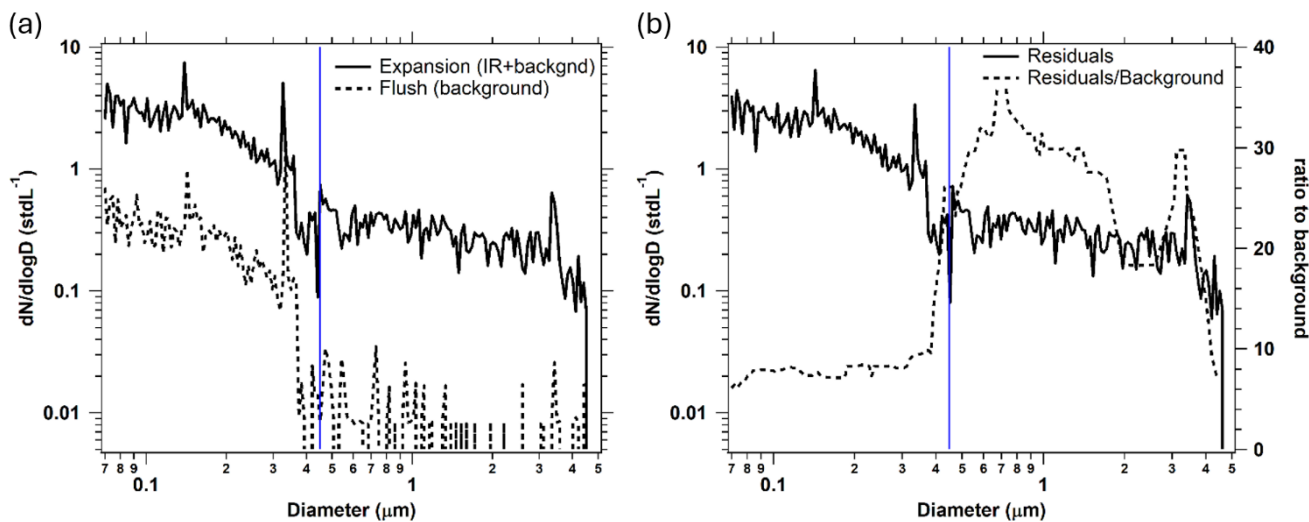 (a)
Expansion (IR+backgnd)
Flush (background)
dN/dlogD (stdL⁻¹)
10
1
0.1
0.01
7 8 9 2 3 4 5 6 7 8 9 2 3 4 5
0.1 1
Diameter (μm)
(b)
Residuals
Residuals/Background
dN/dlogD (stdL⁻¹)
10
1
0.1
0.01
40
30
20
10
0
ratio to background
7 8 9 2 3 4 5 6 7 8 9 2 3 4 5
0.1 1
Diameter (μm)